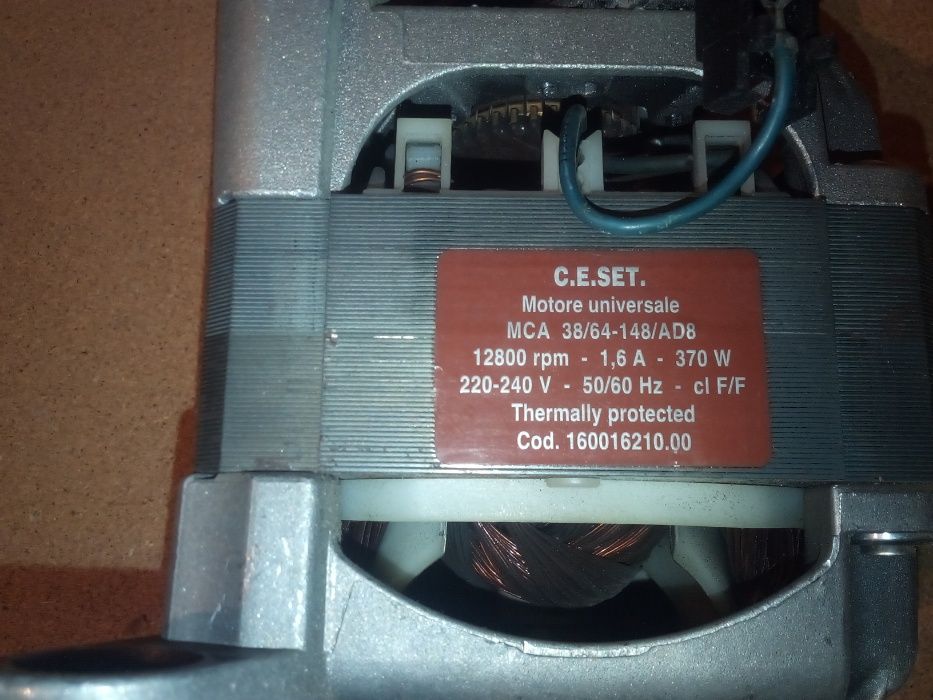 C.E.SET.
Motore universale
MCA 38/64-148/AD8
12800 rpm - 1,6 A - 370 W
220-240 V - 50/60 Hz - cl F/F
Thermally protected
Cod. 160016210.00